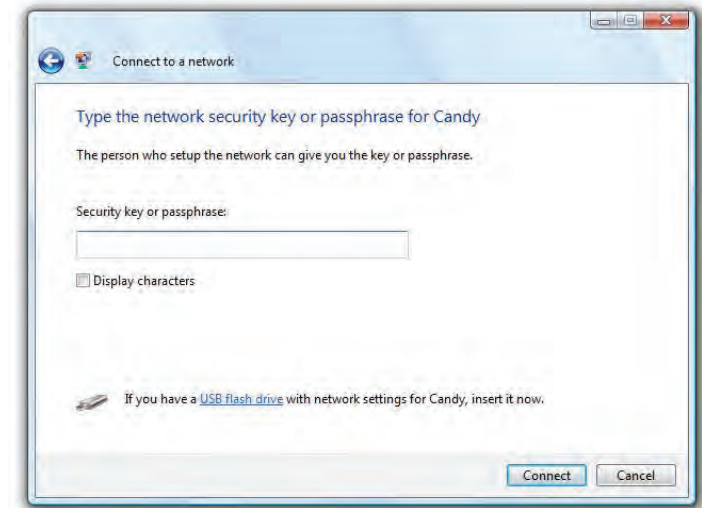 Connect to a network
Type the network security key or passphrase for Candy
The person who setup the network can give you the key or passphrase.
Security key or passphrase:
Display characters
If you have a USB flash drive with network settings for Candy, insert it now.
Connect Cancel